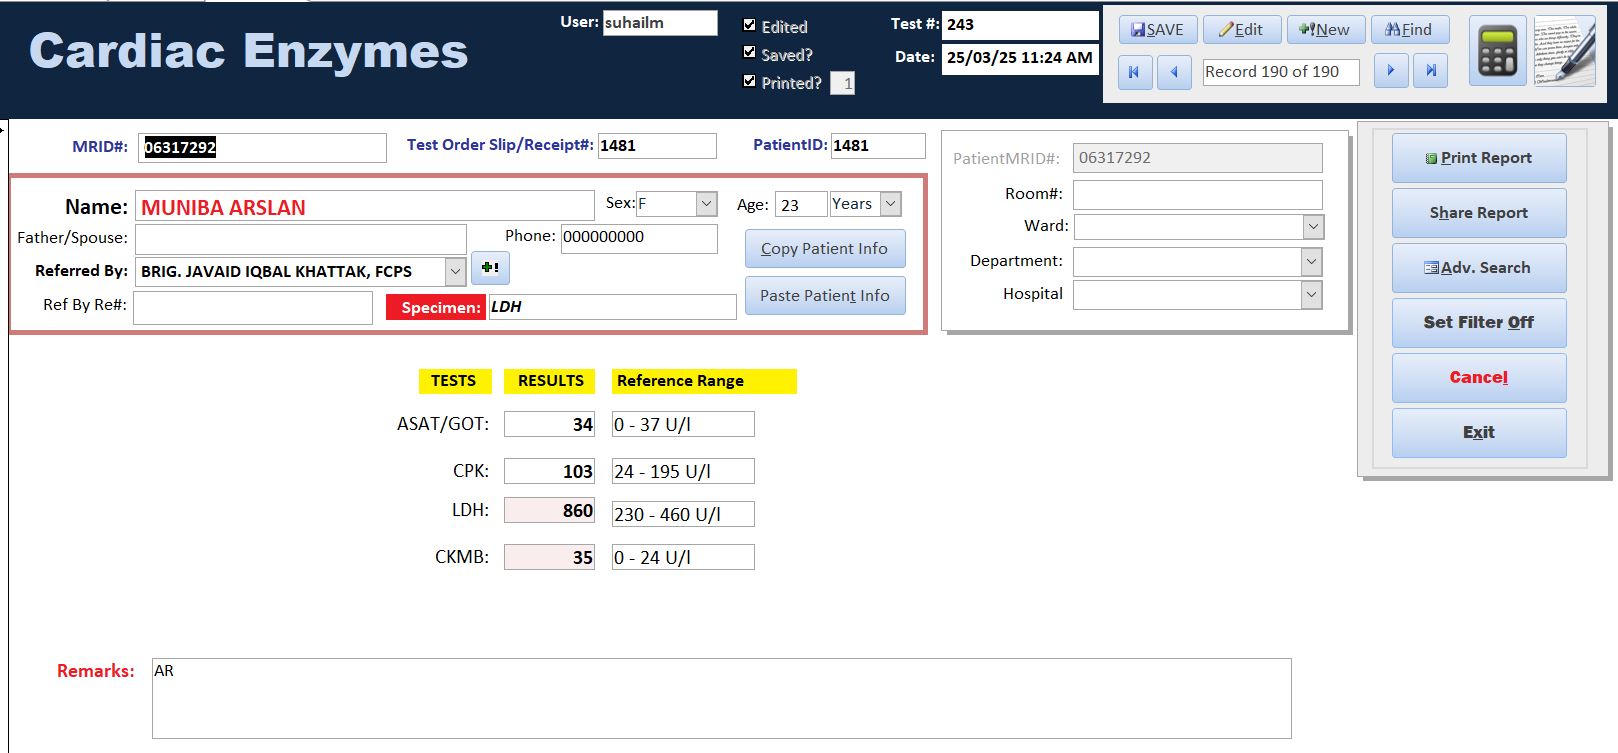 Cardiac Enzymes
User: suhailm
Edited
Saved?
Printed? 1
Test #: 243
Date: 25/03/25 11:24 AM
SAVE Edit +!New Find
Record 190 of 190
MRID#: 06317292 Test Order Slip/Receipt#: 1481 PatientID: 1481
Name: MUNIBA ARSLAN Sex: F Age: 23 Years
Father/Spouse: Phone: 000000000
Referred By: BRIG. JAVAID IQBAL KHATTAK, FCPS +!
Ref By Re#: Specimen: LDH
Copy Patient Info
Paste Patient Info
PatientMRID#: 06317292
Room#:
Ward:
Department:
Hospital
Print Report
Share Report
Adv. Search
Set Filter Off
Cancel
Exit
TESTS RESULTS Reference Range
ASAT/GOT: 34 0 - 37 U/l
CPK: 103 24 - 195 U/l
LDH: 860 230 - 460 U/l
CKMB: 35 0 - 24 U/l
Remarks: AR